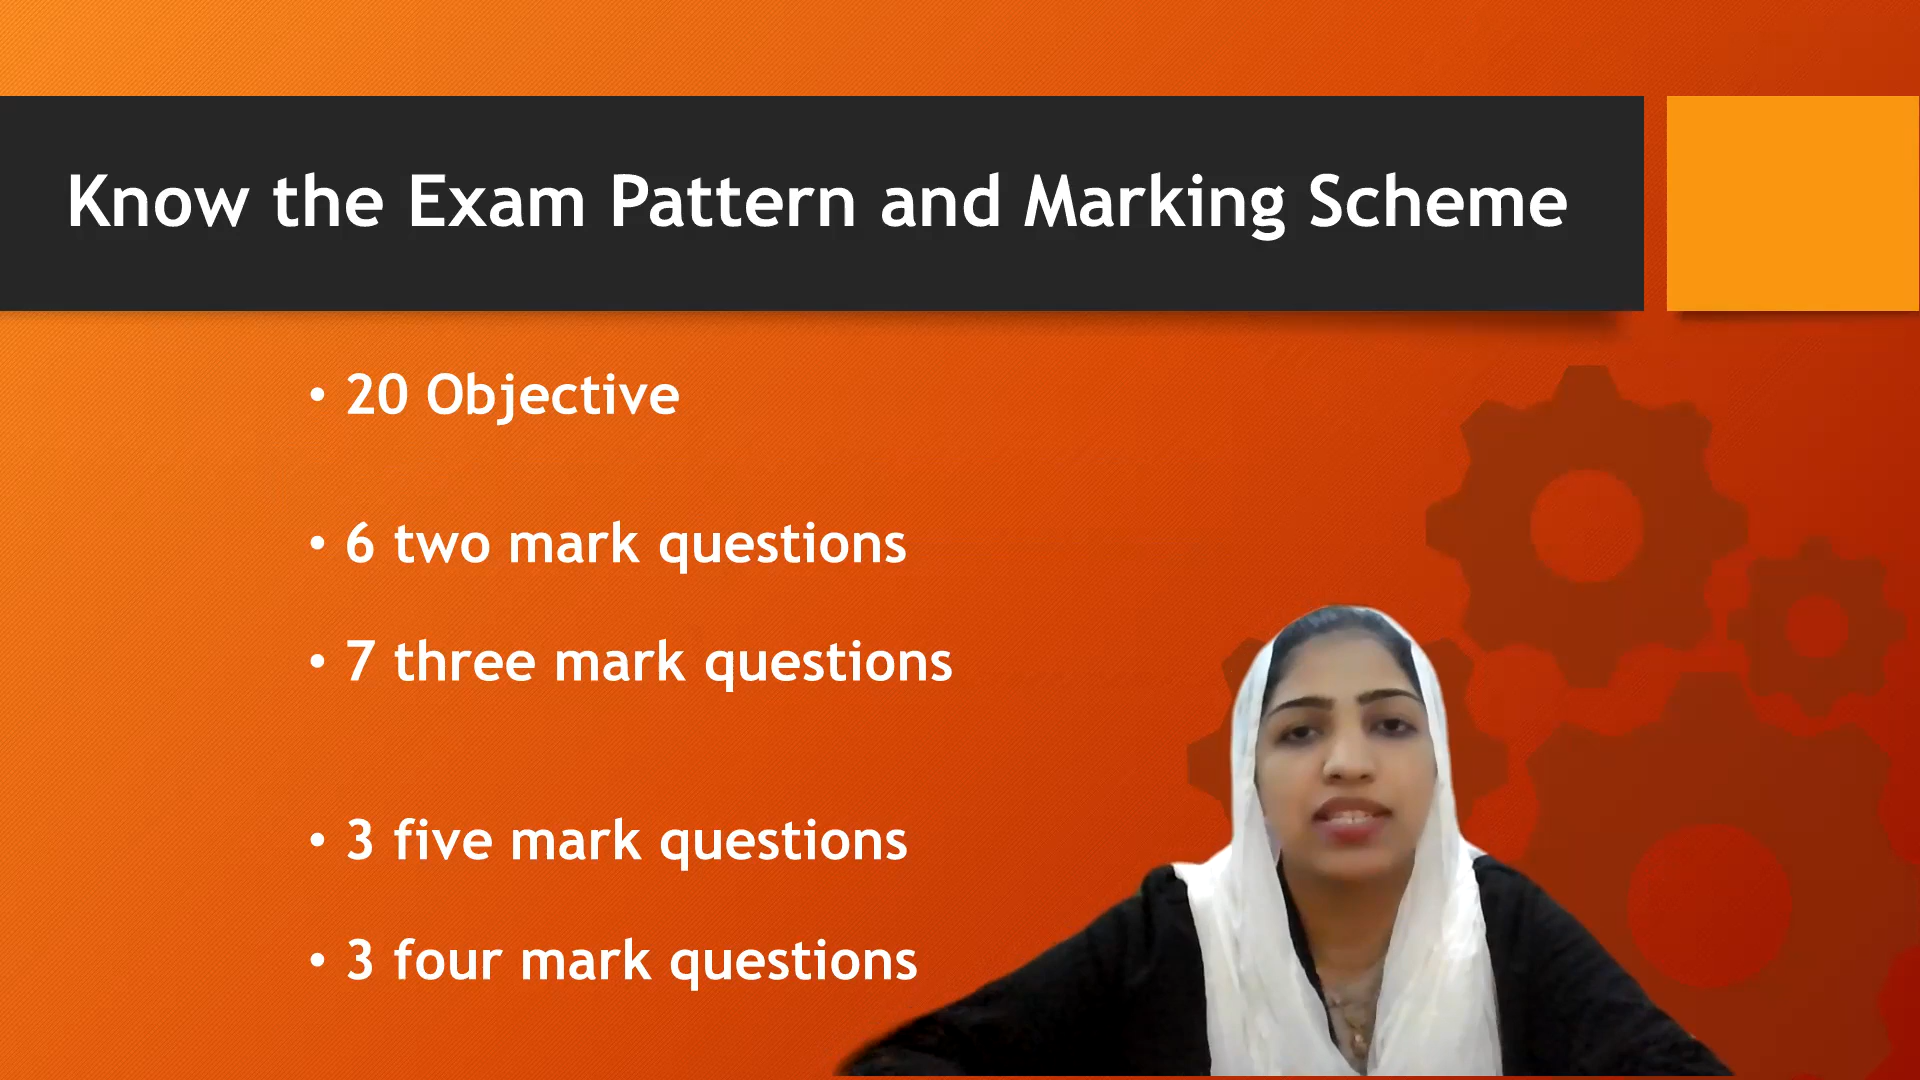 Know the Exam Pattern and Marking Scheme
• 20 Objective
• 6 two mark questions
• 7 three mark questions
• 3 five mark questions
• 3 four mark questions